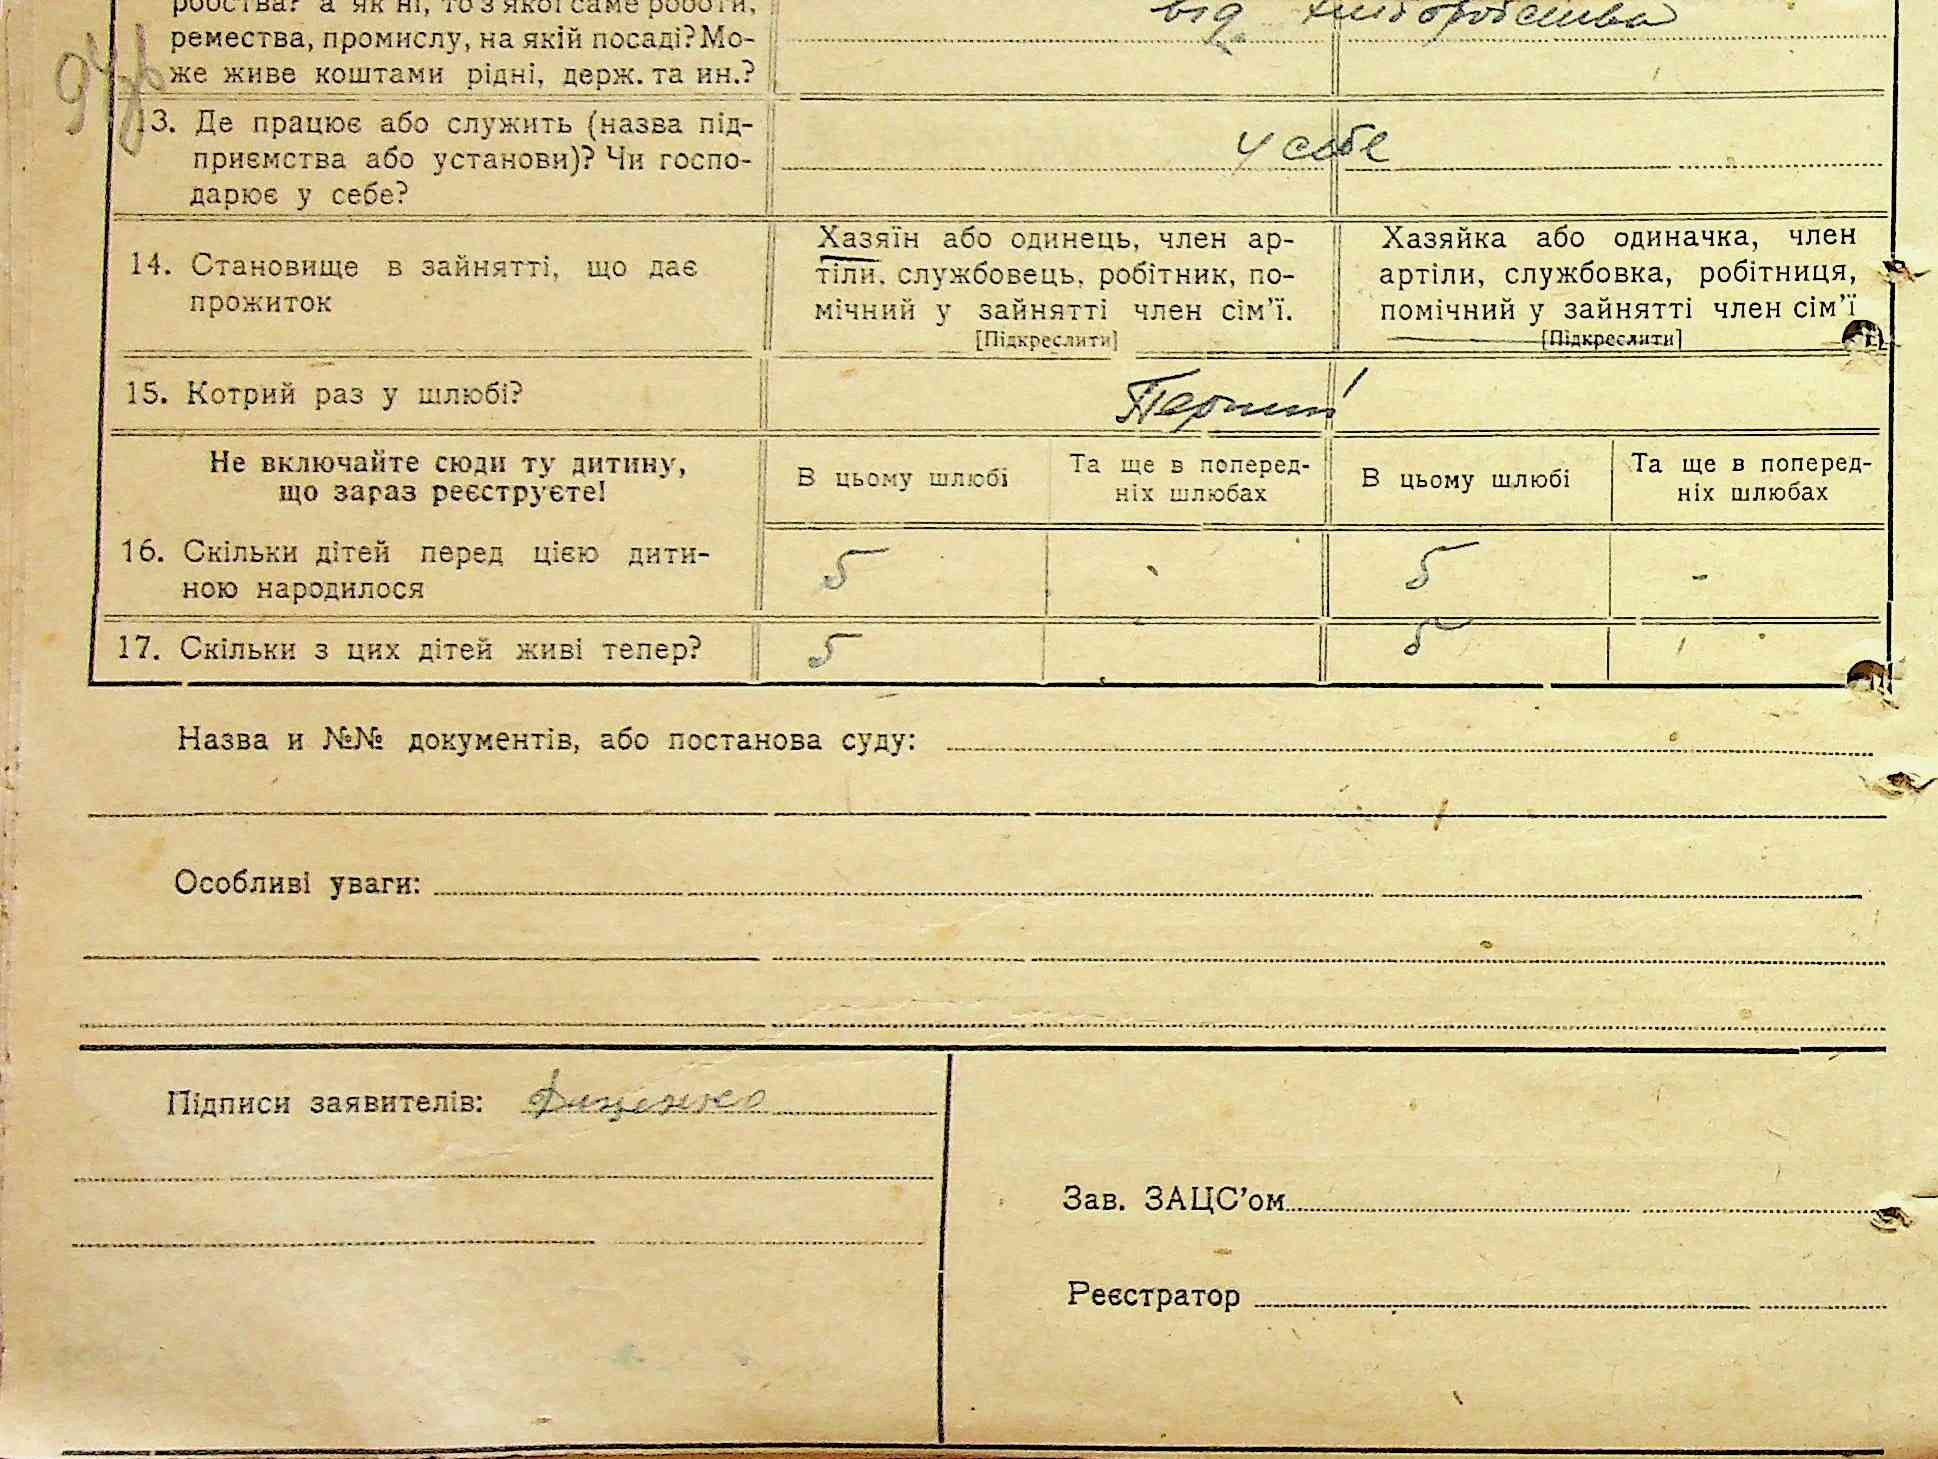 робства? а як ні, то з якої саме роботи,
ремества, промислу, на якій посаді? Мо-
же живе коштами рідні, держ. та ин.?
від хліборобства
13. Де працює або служить (назва під-
приємства або установи)? Чи госпо-
дарює у себе?
у себе
14. Становище в зайнятті, що дає
прожиток
Хазяїн або одинець, член ар-
тіли, службовець, робітник, по-
мічний у зайнятті член сім’ї.
[Підкреслити]
Хазяйка або одиначка, член
артіли, службовка, робітниця,
помічний у зайнятті член сім’ї
[Підкреслити]
15. Котрий раз у шлюбі?
Перший
Не включайте сюди ту дитину,
що зараз реєструєте!
В цьому шлюбі
Та ще в поперед-
ніх шлюбах
В цьому шлюбі
Та ще в поперед-
ніх шлюбах
16. Скільки дітей перед цією дити-
ною народилося
5
5
-
17. Скільки з цих дітей живі тепер?
5
5
Назва и №№ документів, або постанова суду:
Особливі уваги:
Підписи заявителів:
Зав. ЗАЦС’ом
Реєстратор